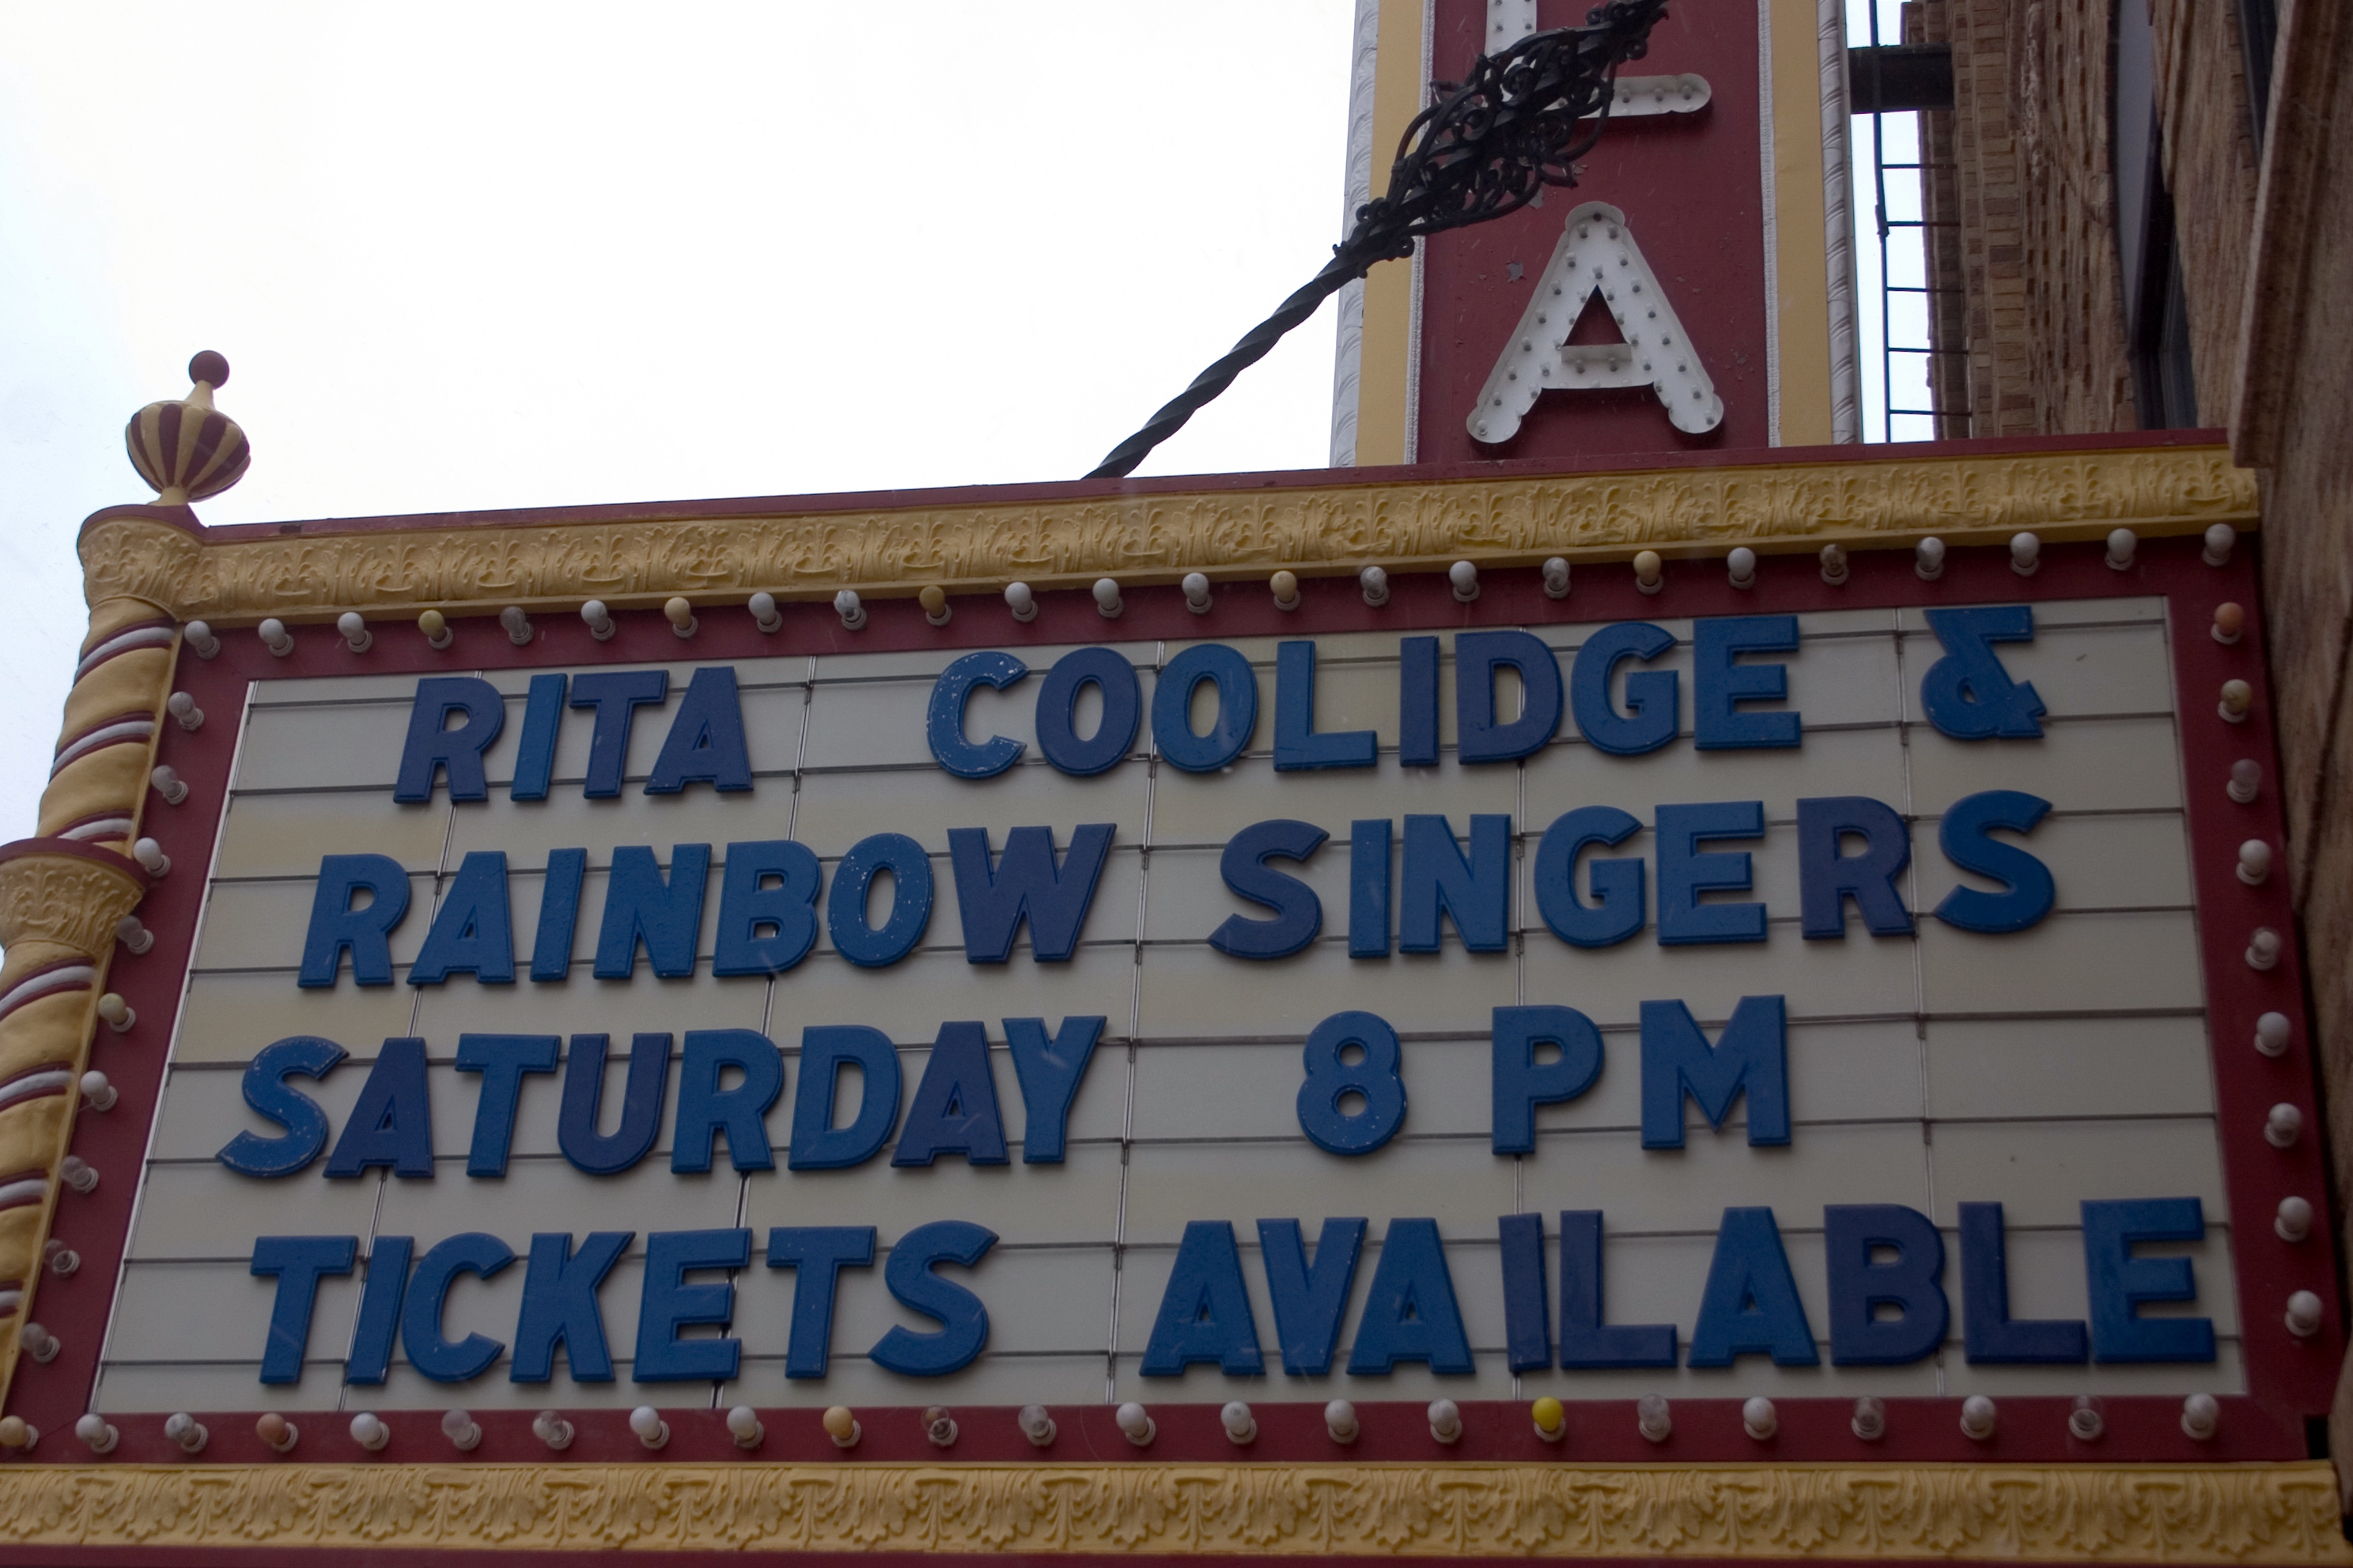 L
A
RITA COOLIDGE &
RAINBOW SINGERS
SATURDAY 8 PM
TICKETS AVAILABLE